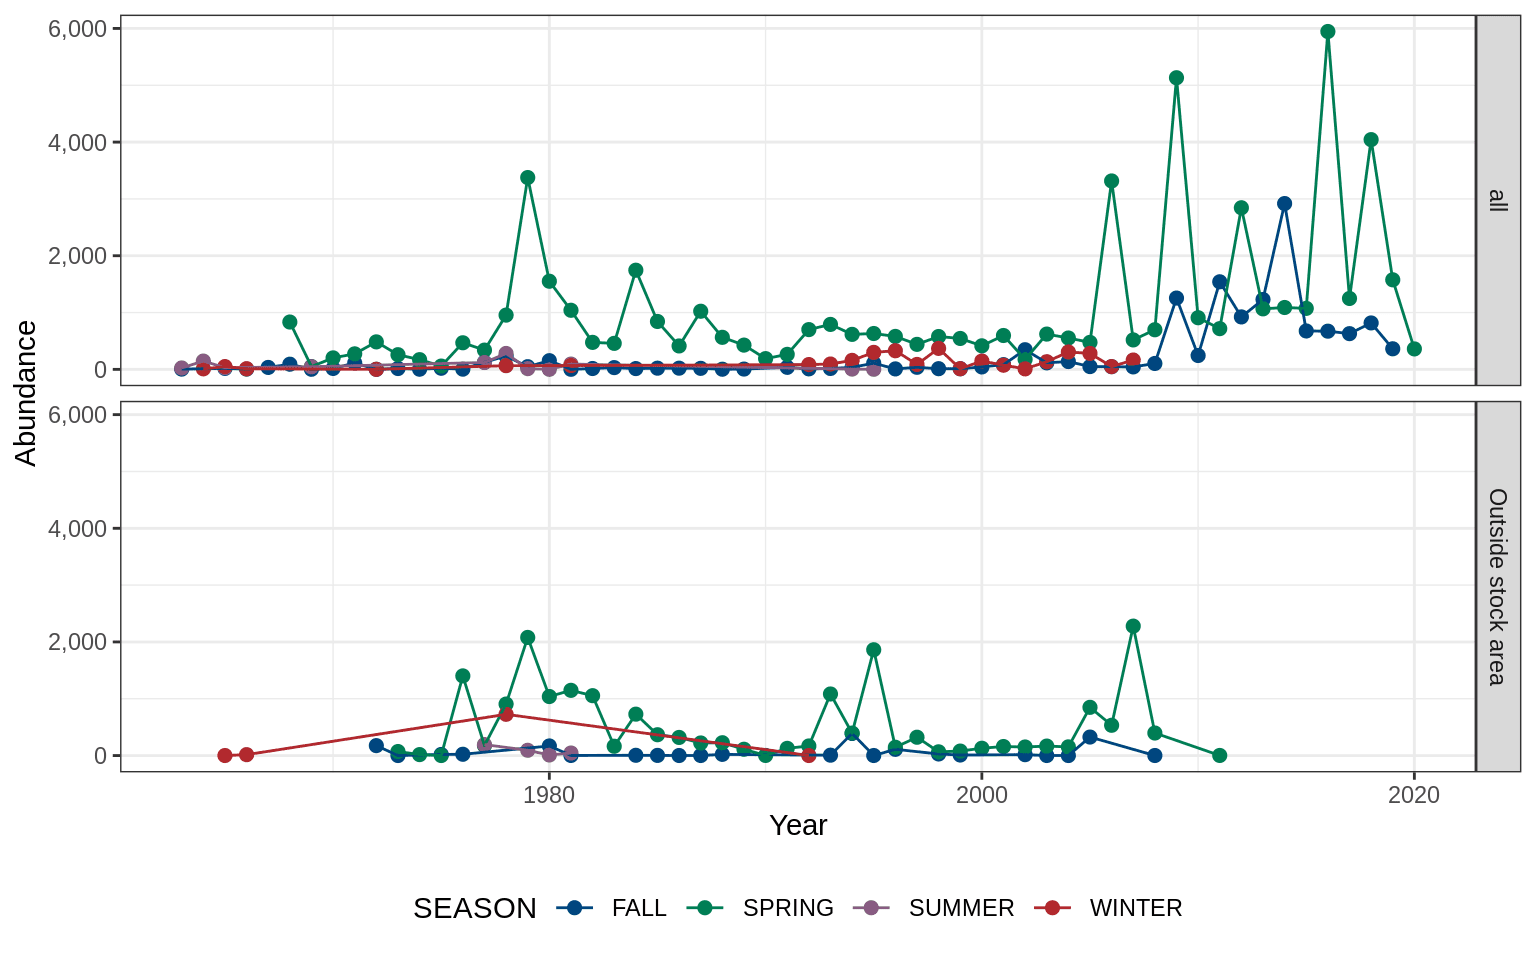 6,000
4,000
2,000
0
all
6,000
4,000
2,000
0
Outside stock area
Abundance
1980 2000 2020
Year
SEASON FALL SPRING SUMMER WINTER